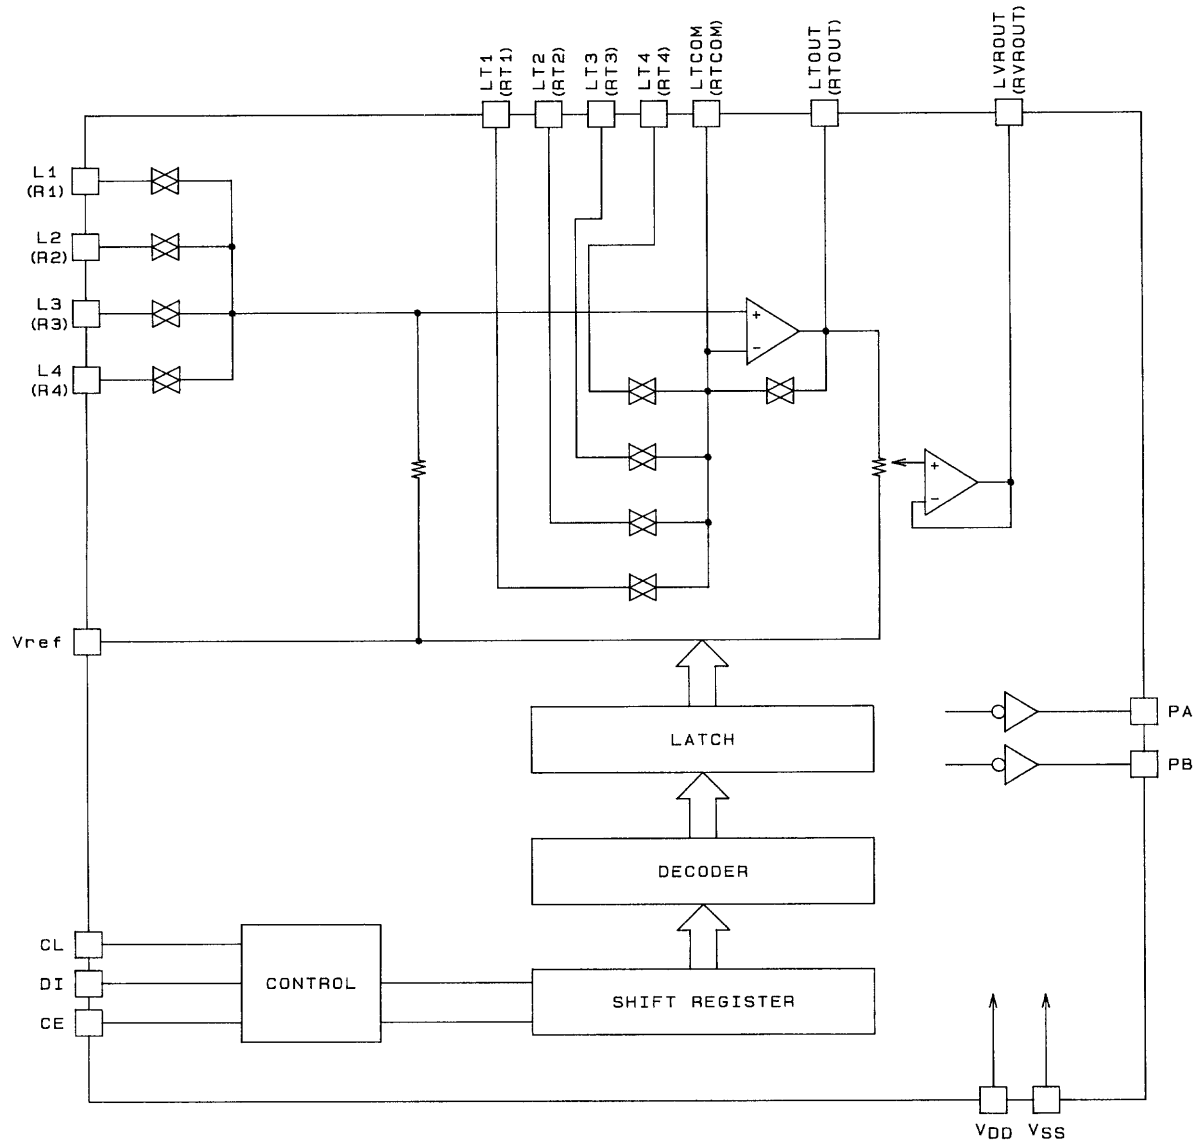 LT1
(RT1)
LT2
(RT2)
LT3
(RT3)
LT4
(RT4)
LTCOM
(RTCOM)
LTOUT
(RTOUT)
LVROUT
(RVROUT)
L1
(R1)
L2
(R2)
L3
(R3)
L4
(R4)
+
−
+
−
Vref
LATCH
PA
PB
DECODER
CL
DI
CE
CONTROL
SHIFT REGISTER
VDD
VSS